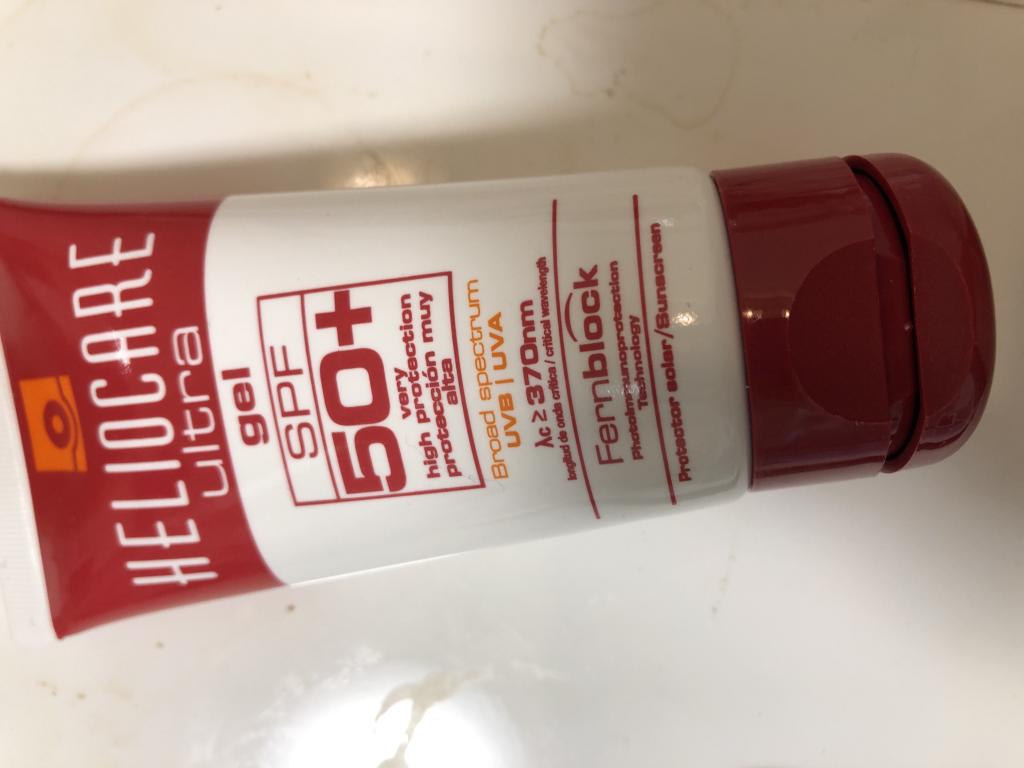 HELIOCARE
ultra
gel
SPF
50+
very
high protection
protección muy
alta
Broad spectrum
UVB | UVA
λc ≥ 370nm
longitud de onda crítica / critical wavelength
Fernblock
Photoimmunoprotection
Technology
Protector solar/Sunscreen